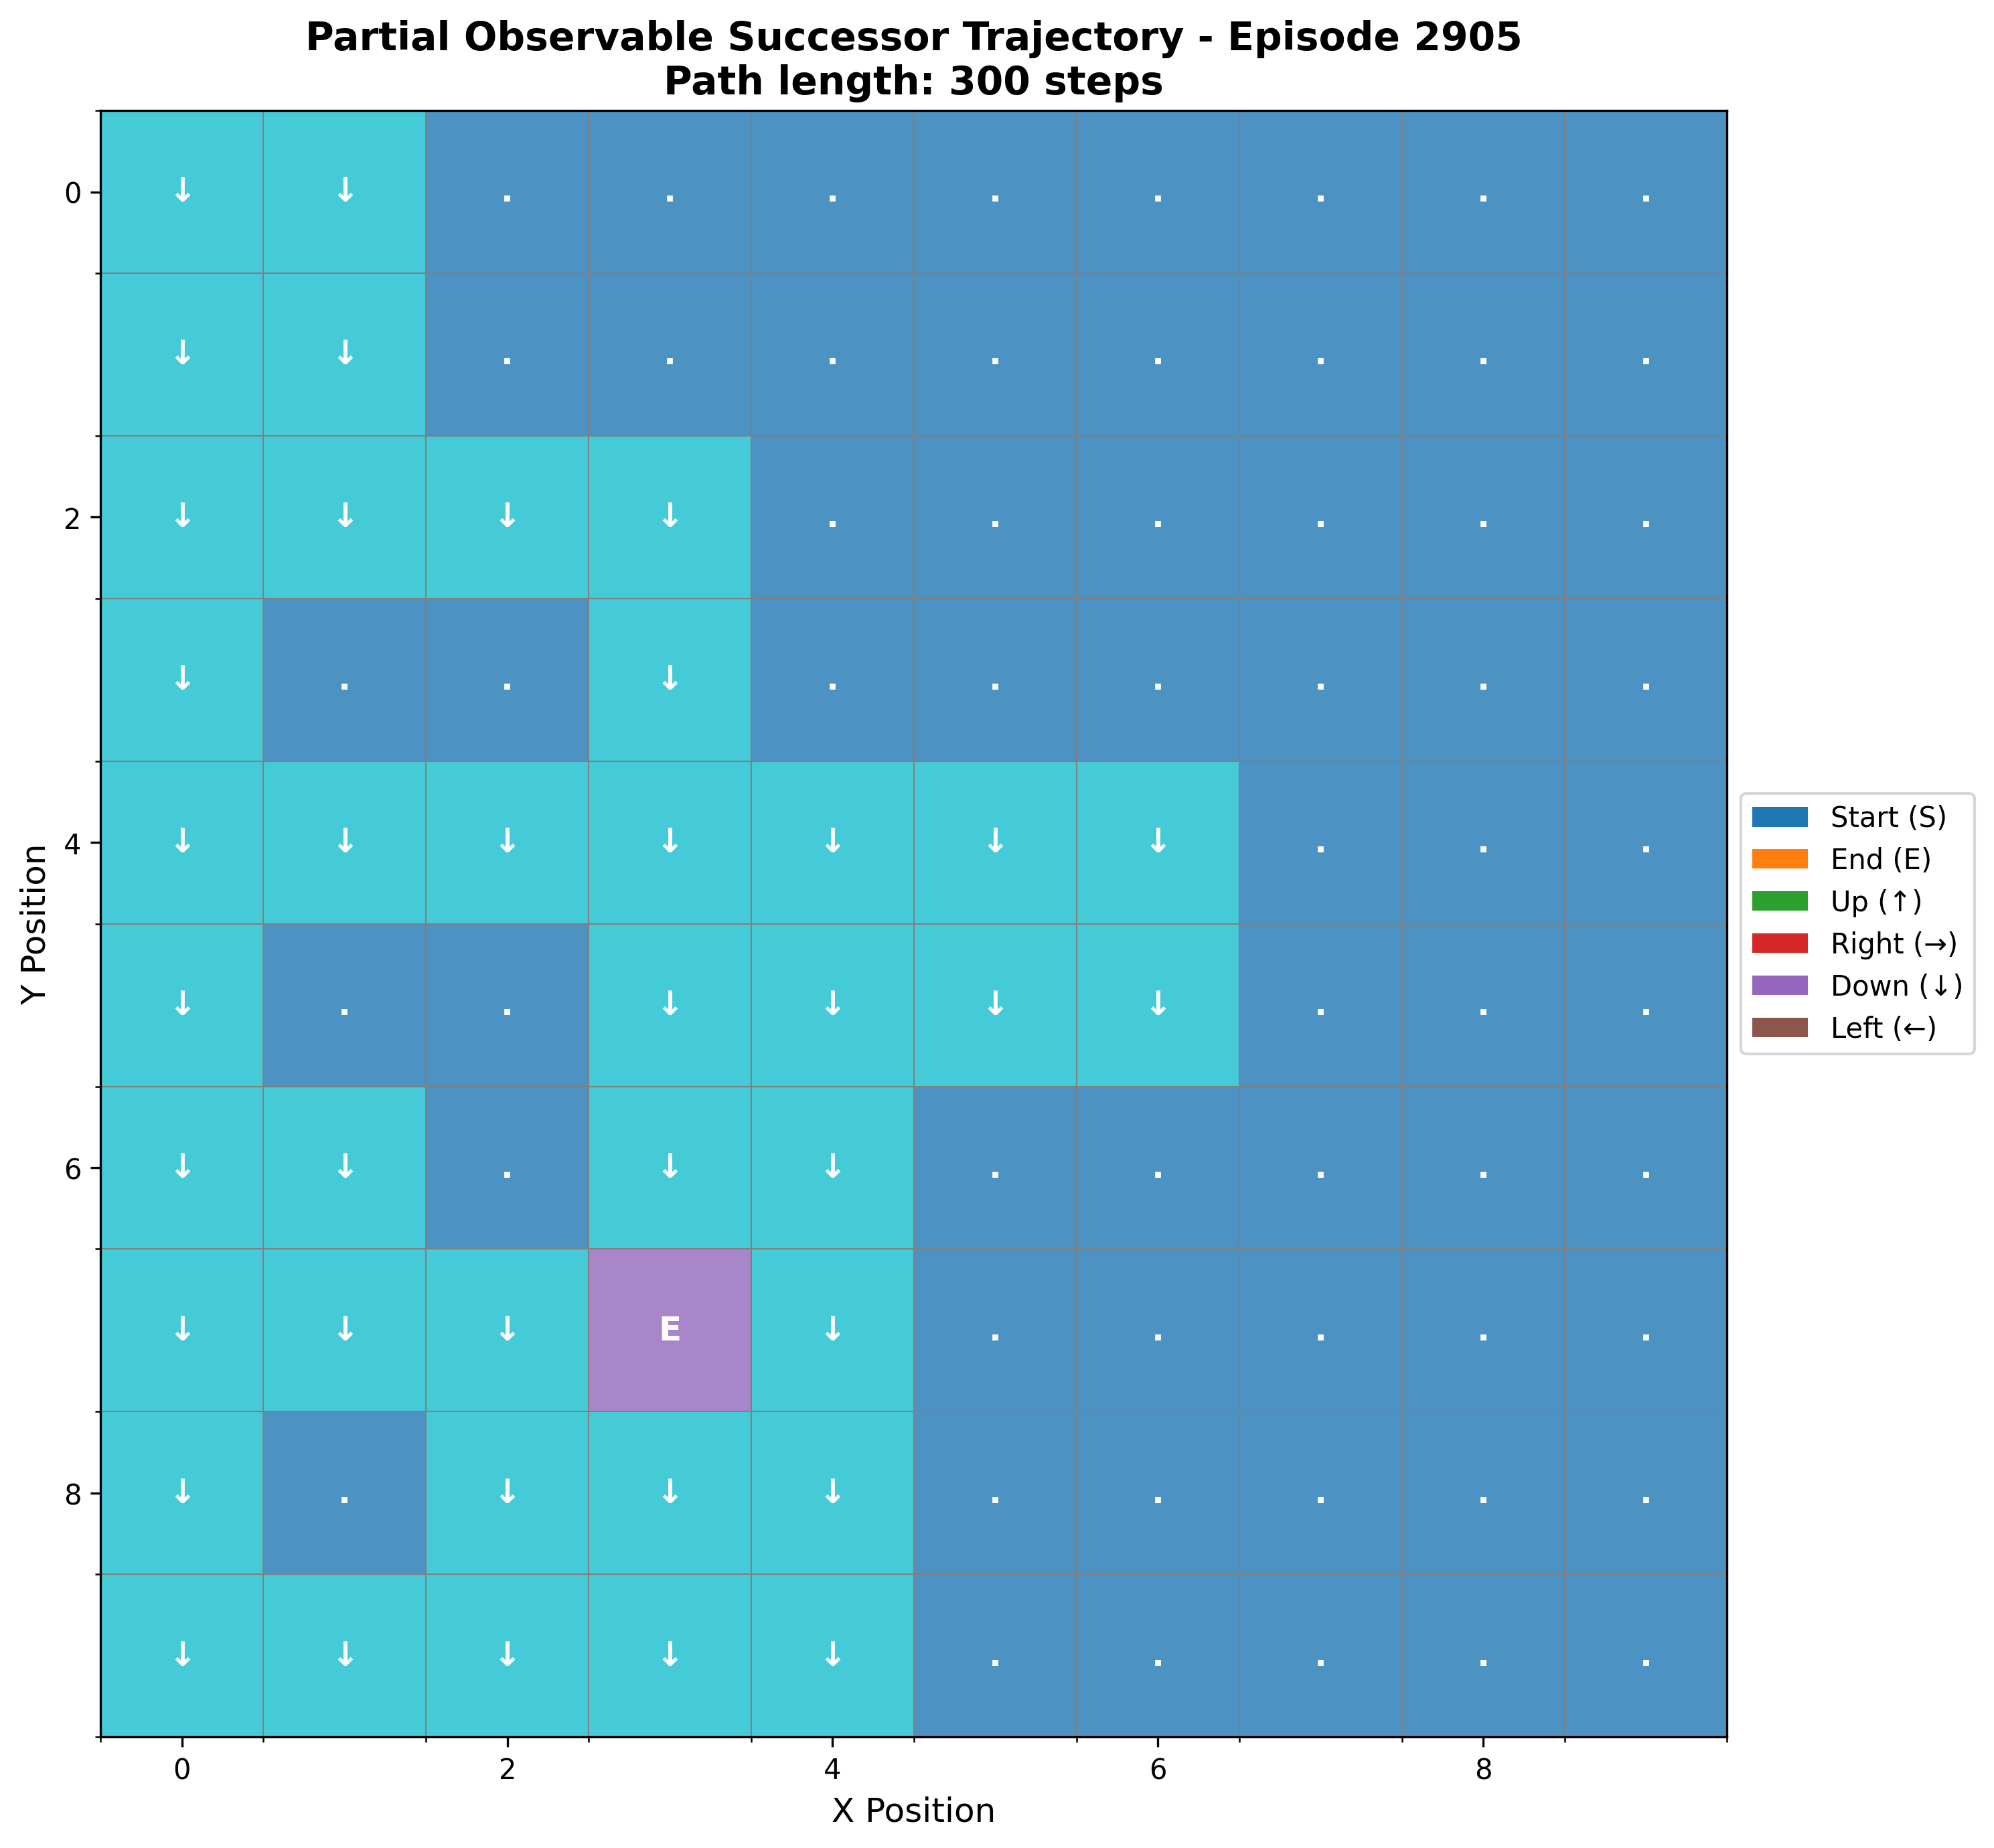 Partial Observable Successor Trajectory - Episode 2905
Path length: 300 steps
0 ↓ ↓ . . . . . . . .
↓ ↓ . . . . . . . .
2 ↓ ↓ ↓ ↓ . . . . . .
↓ . . ↓ . . . . . .
4 ↓ ↓ ↓ ↓ ↓ ↓ ↓ . . .
↓ . . ↓ ↓ ↓ ↓ . . .
6 ↓ ↓ . ↓ ↓ . . . . .
↓ ↓ ↓ E ↓ . . . . .
8 ↓ . ↓ ↓ ↓ . . . . .
↓ ↓ ↓ ↓ ↓ . . . . .
0 2 4 6 8
X Position
Y Position
Start (S)
End (E)
Up (↑)
Right (→)
Down (↓)
Left (←)